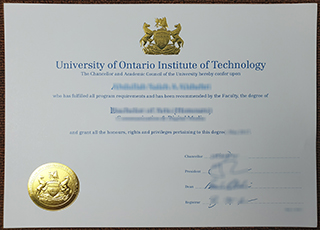 University of Ontario Institute of Technology
The Chancellor and Academic Council of the University hereby confer upon
who has fulfilled all program requirements and has been recommended by the Faculty, the degree of
and grant all the honours, rights and privileges pertaining to this degree,
Chancellor
President
Provost
Registrar